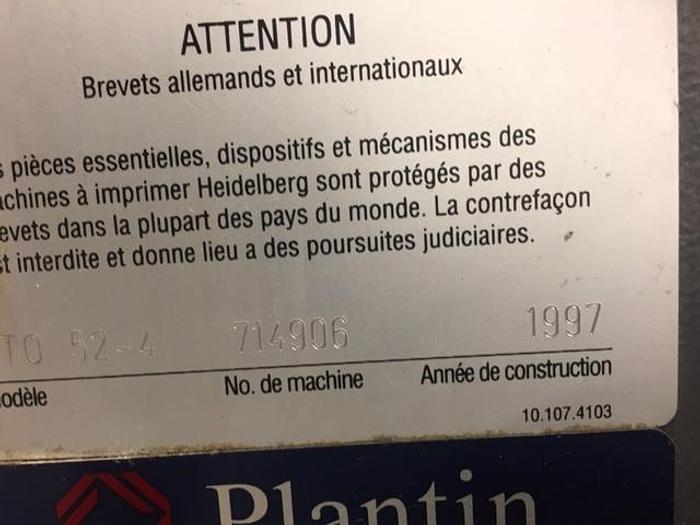 ATTENTION
Brevets allemands et internationaux
s pièces essentielles, dispositifs et mécanismes des
chines à imprimer Heidelberg sont protégés par des
evets dans la plupart des pays du monde. La contrefaçon
st interdite et donne lieu a des poursuites judiciaires.
TO 52-4 714906 1997
odèle No. de machine Année de construction
10.107.4103
Plantin